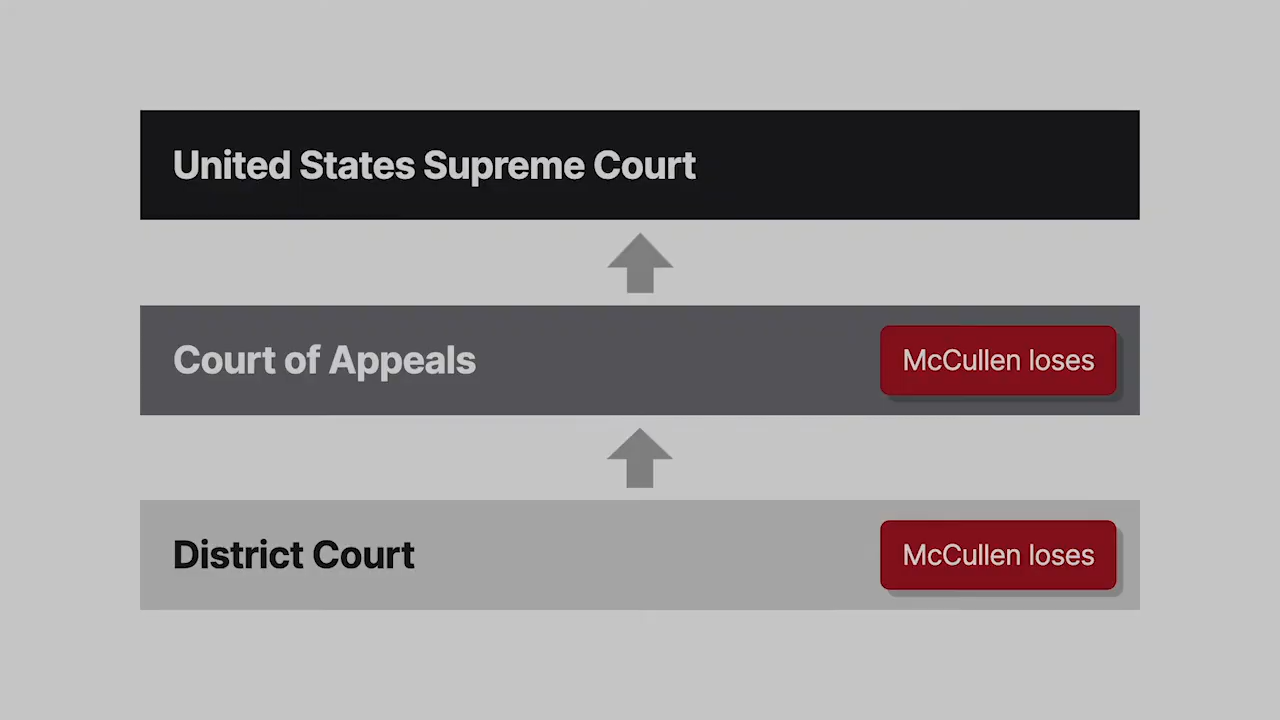 United States Supreme Court
Court of Appeals
McCullen loses
District Court
McCullen loses